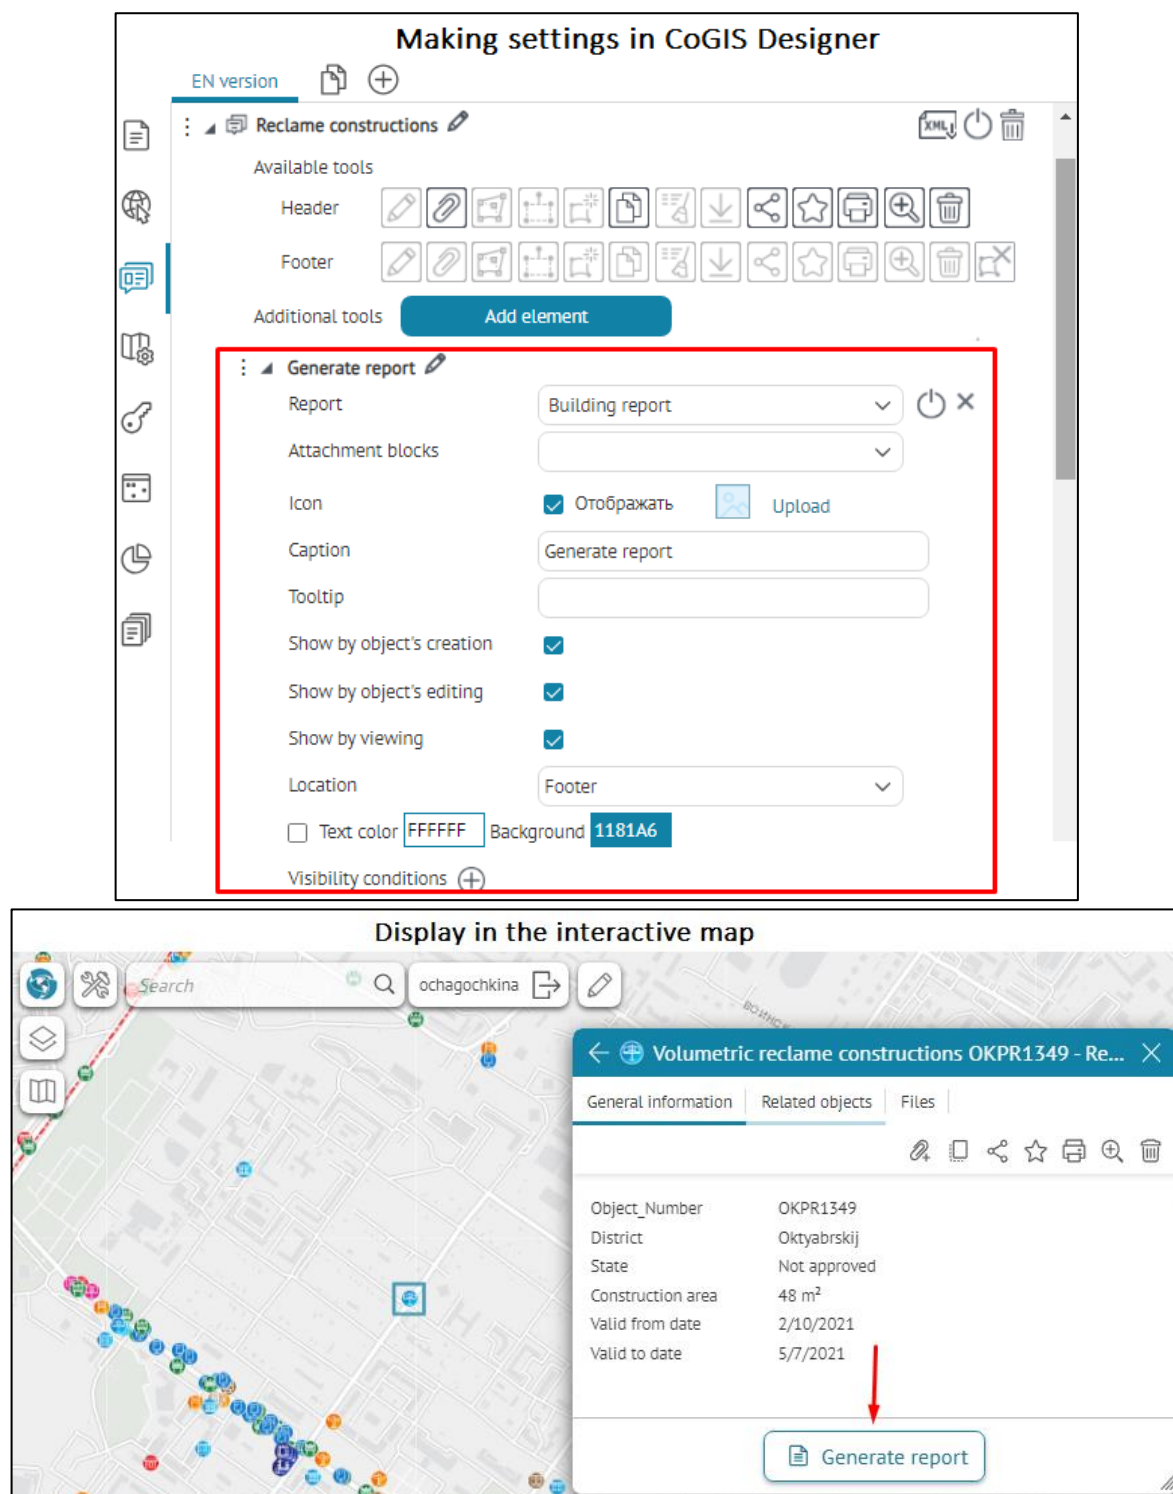 Making settings in CoGIS Designer
EN version
Reclame constructions
XML
Available tools
Header
Footer
Additional tools Add element
Generate report
Report Building report
Attachment blocks
Icon Отображать Upload
Caption Generate report
Tooltip
Show by object's creation
Show by object's editing
Show by viewing
Location Footer
Text color FFFFFF Background 1181A6
Visibility conditions
Display in the interactive map
Search ochagochkina
Volumetric reclame constructions OKPR1349 - Re...
General information Related objects Files
Object_Number OKPR1349
District Oktyabrskij
State Not approved
Construction area 48 m²
Valid from date 2/10/2021
Valid to date 5/7/2021
Generate report